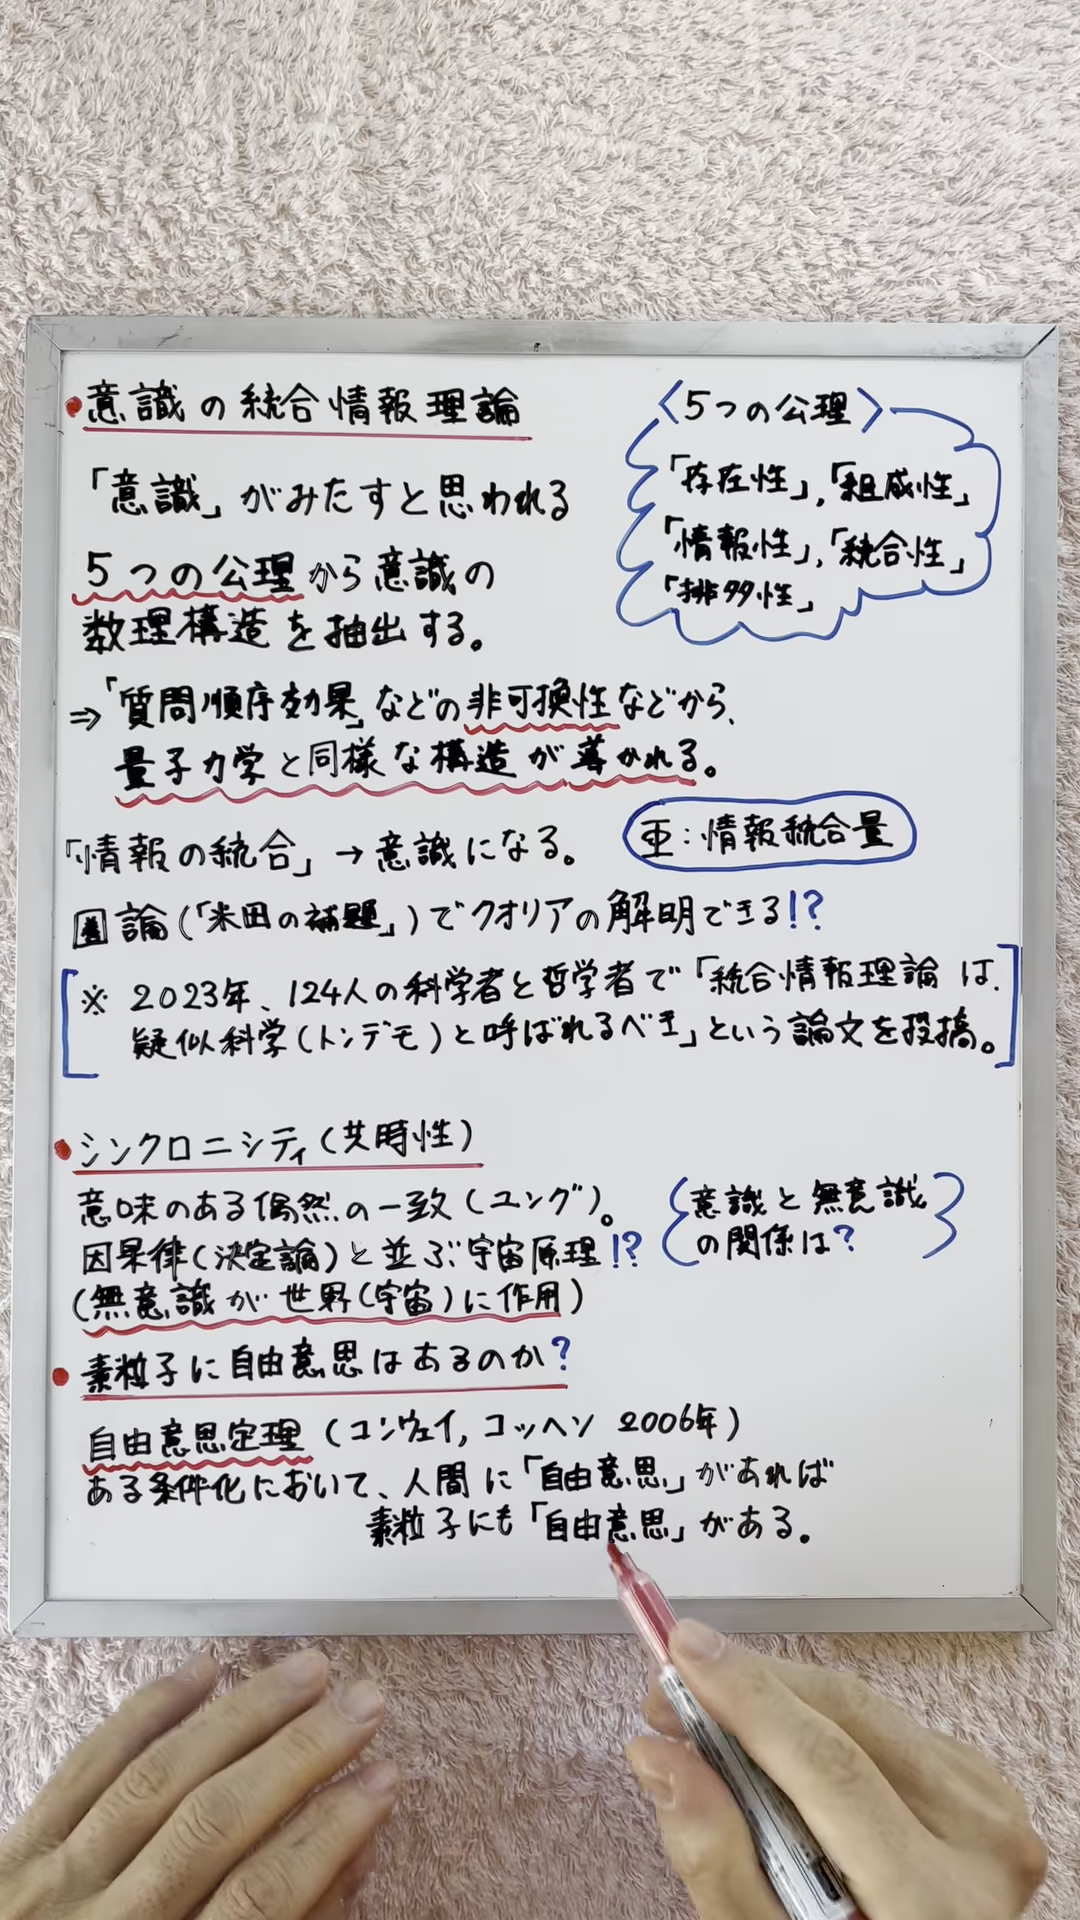 ・意識の統合情報理論
「意識」がみたすと思われる
5つの公理から意識の
数理構造を抽出する。
〈5つの公理〉
「存在性」,「組成性」
「情報性」,「統合性」
「排他性」
⇒「質問順序効果」などの非可換性などから、
量子力学と同様な構造が導かれる。
「情報の統合」→意識になる。
Φ:情報統合量
圏論(「米田の補題」)でクオリアの解明できる!?
※ 2023年、124人の科学者と哲学者で「統合情報理論は、
疑似科学(トンデモ)と呼ばれるべき」という論文を投稿。
・シンクロニシティ(共時性)
意味のある偶然の一致(ユング)。
因果律(決定論)と並ぶ宇宙原理!?
(無意識が世界(宇宙)に作用)
意識と無意識
の関係は?
・素粒子に自由意思はあるのか?
自由意思定理(コンウェイ,コッヘン 2006年)
ある条件化において、人間に「自由意思」があれば
素粒子にも「自由意思」がある。